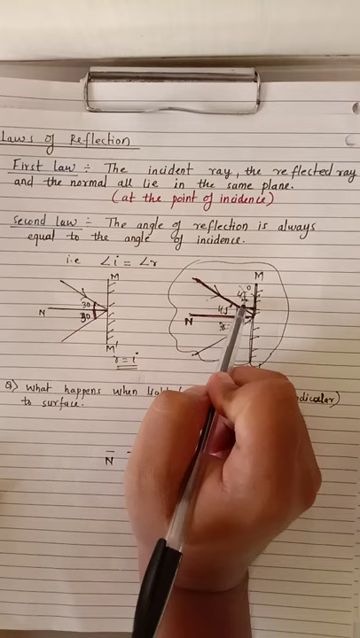 Laws of Reflection
First law :- The incident ray, the reflected ray
and the normal all lie in the same plane.
(at the point of incidence)
Second law :- The angle of reflection is always
equal to the angle of incidence.
i.e ∠i = ∠r
M M
30 45°
N 45° N
30
M'
r = i
Q) What happens when
to surface.
N